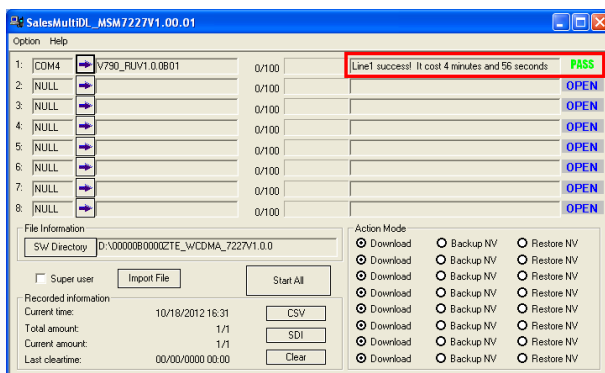 SalesMultiDL_MSM7227V1.00.01
Option Help
1: COM4 V790_RUV1.0.0B01 0/100 Line1 success! It cost 4 minutes and 56 seconds PASS
2: NULL 0/100 OPEN
3: NULL 0/100 OPEN
4: NULL 0/100 OPEN
5: NULL 0/100 OPEN
6: NULL 0/100 OPEN
7: NULL 0/100 OPEN
8: NULL 0/100 OPEN
File Information
SW Directory D:\00000B0000ZTE_WCDMA_7227V1.0.0
Super user Import File Start All
Recorded information
Current time: 10/18/2012 16:31 CSV
Total amount: 1/1
Current amount: 1/1 SDI
Last cleartime: 00/00/0000 00:00 Clear
Action Mode
Download Backup NV Restore NV
Download Backup NV Restore NV
Download Backup NV Restore NV
Download Backup NV Restore NV
Download Backup NV Restore NV
Download Backup NV Restore NV
Download Backup NV Restore NV
Download Backup NV Restore NV